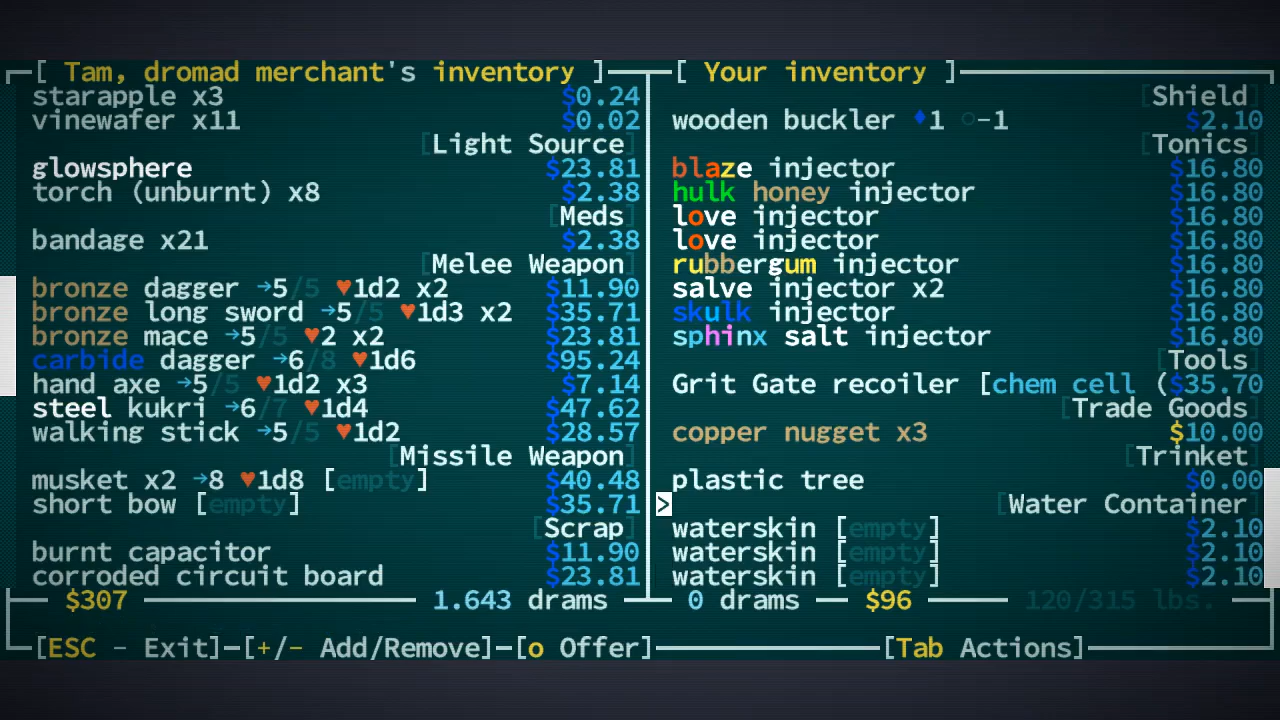 [ Tam, dromad merchant's inventory ] [ Your inventory ]
starapple x3 $0.24 [Shield]
vinewafer x11 $0.02 wooden buckler ♦1 ○-1 $2.10
[Light Source] [Tonics]
glowsphere $23.81 blaze injector $16.80
torch (unburnt) x8 $2.38 hulk honey injector $16.80
[Meds] love injector $16.80
bandage x21 $2.38 love injector $16.80
[Melee Weapon] rubbergum injector $16.80
bronze dagger →5/5 ♥1d2 x2 $11.90 salve injector x2 $16.80
bronze long sword →5/5 ♥1d3 x2 $35.71 skulk injector $16.80
bronze mace →5/5 ♥2 x2 $23.81 sphinx salt injector $16.80
carbide dagger →6/8 ♥1d6 $95.24 [Tools]
hand axe →5/5 ♥1d2 x3 $7.14 Grit Gate recoiler [chem cell ($35.70
steel kukri →6/7 ♥1d4 $47.62 [Trade Goods]
walking stick →5/5 ♥1d2 $28.57 copper nugget x3 $10.00
[Missile Weapon] [Trinket]
musket x2 →8 ♥1d8 [empty] $40.48 plastic tree $0.00
short bow [empty] $35.71 > [Water Container]
[Scrap] waterskin [empty] $2.10
burnt capacitor $11.90 waterskin [empty] $2.10
corroded circuit board $23.81 waterskin [empty] $2.10
$307 1.643 drams 0 drams $96 120/315 lbs.
[ESC - Exit] [+/- Add/Remove] [o Offer] [Tab Actions]